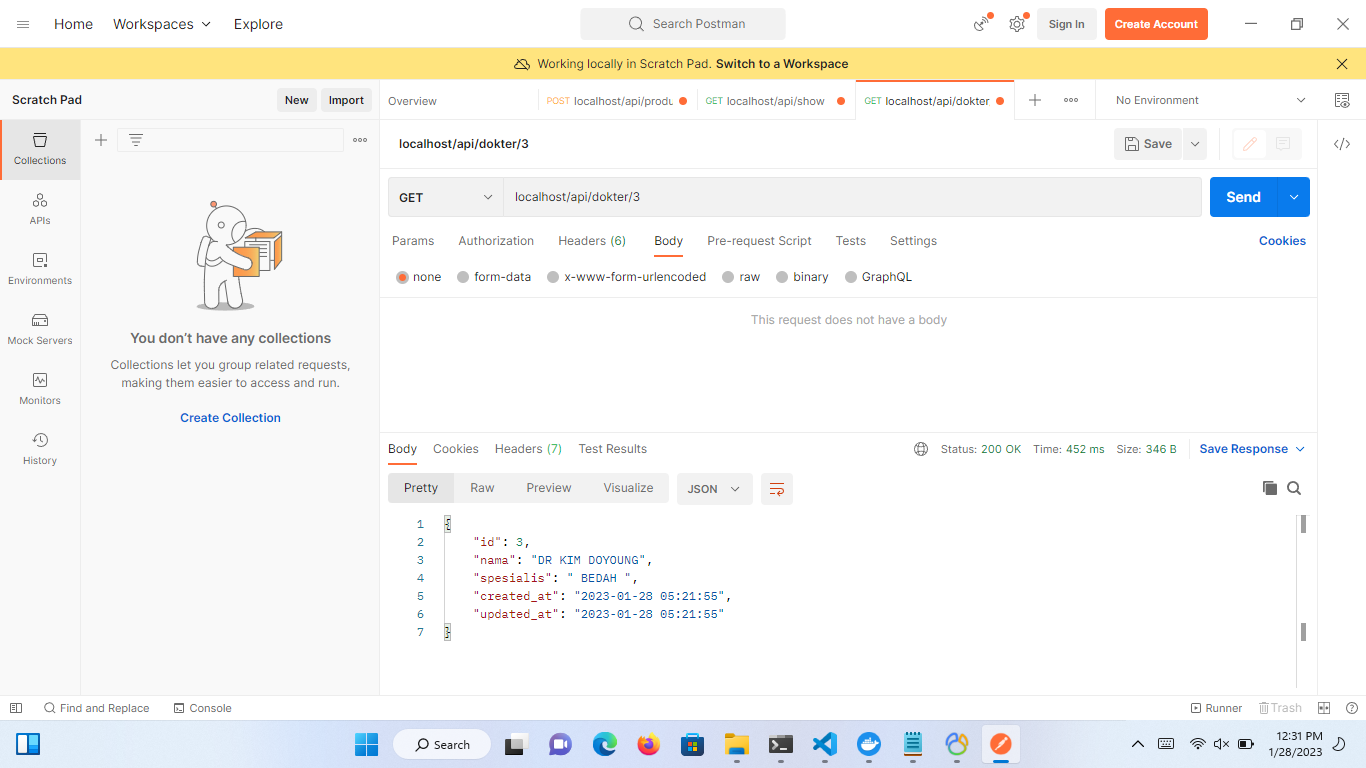 Home Workspaces Explore Search Postman Sign In Create Account
Working locally in Scratch Pad. Switch to a Workspace
Scratch Pad New Import Overview POST localhost/api/produ GET localhost/api/show GET localhost/api/dokter No Environment
Collections
APIs
Environments
Mock Servers
Monitors
History
You don't have any collections
Collections let you group related requests,
making them easier to access and run.
Create Collection
localhost/api/dokter/3 Save
GET localhost/api/dokter/3 Send
Params Authorization Headers (6) Body Pre-request Script Tests Settings Cookies
none form-data x-www-form-urlencoded raw binary GraphQL
This request does not have a body
Body Cookies Headers (7) Test Results Status: 200 OK Time: 452 ms Size: 346 B Save Response
Pretty Raw Preview Visualize JSON
1 {
2 "id": 3,
3 "nama": "DR KIM DOYOUNG",
4 "spesialis": " BEDAH ",
5 "created_at": "2023-01-28 05:21:55",
6 "updated_at": "2023-01-28 05:21:55"
7 }
Find and Replace Console Runner Trash
Search
12:31 PM
1/28/2023